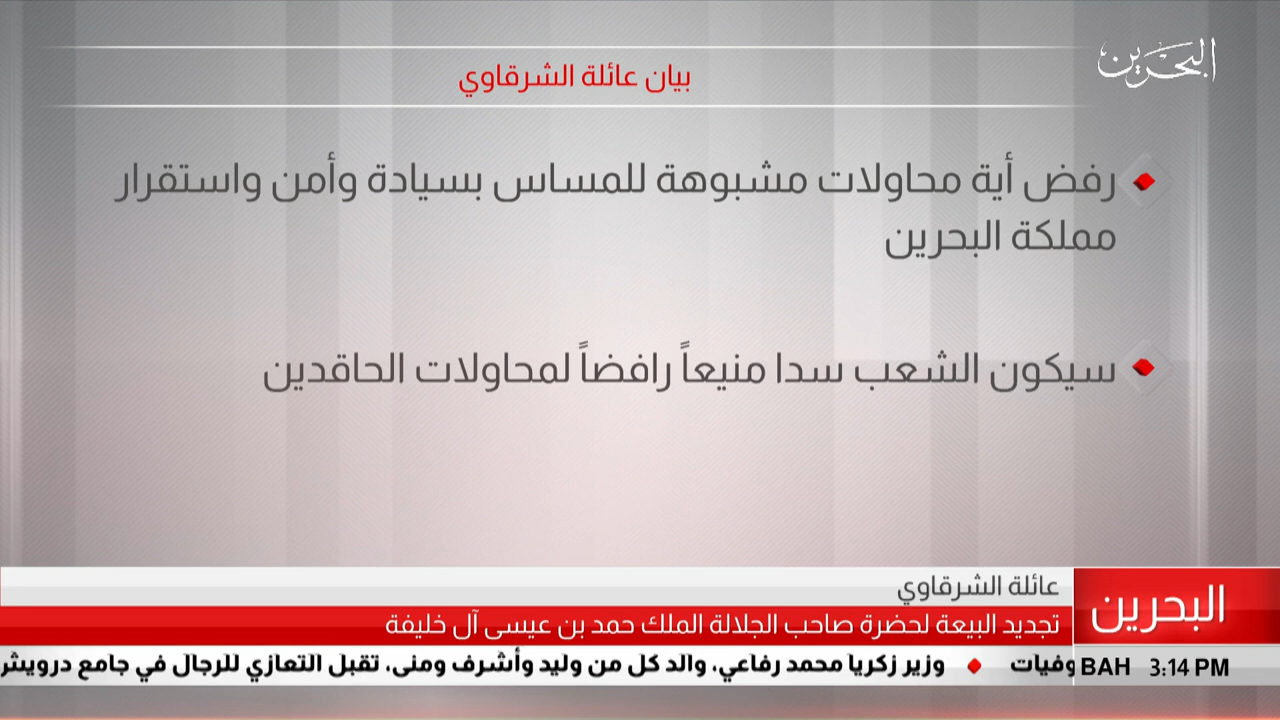 البحرين
بيان عائلة الشرقاوي
رفض أية محاولات مشبوهة للمساس بسيادة وأمن واستقرار
مملكة البحرين
سيكون الشعب سدا منيعاً رافضاً لمحاولات الحاقدين
عائلة الشرقاوي
البحرين
تجديد البيعة لحضرة صاحب الجلالة الملك حمد بن عيسى آل خليفة
BAH 3:14 PM
وفيات ♦ وزير زكريا محمد رفاعي، والد كل من وليد وأشرف ومنى، تقبل التعازي للرجال في جامع درويش